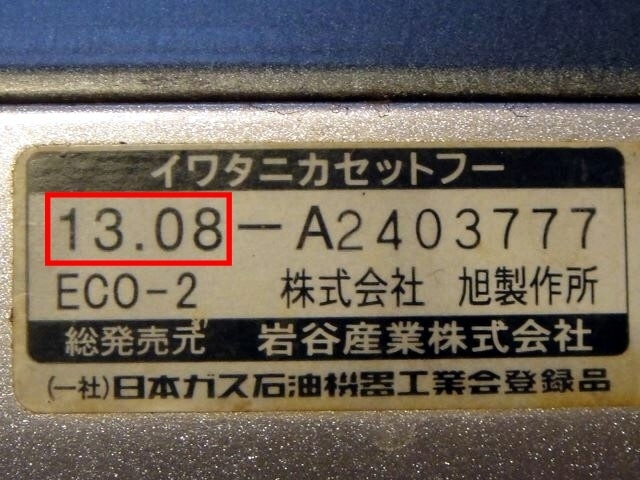 イワタニカセットフー
13.08-A2403777
ECO-2 株式会社 旭製作所
総発売元 岩谷産業株式会社
(一社)日本ガス石油機器工業会登録品